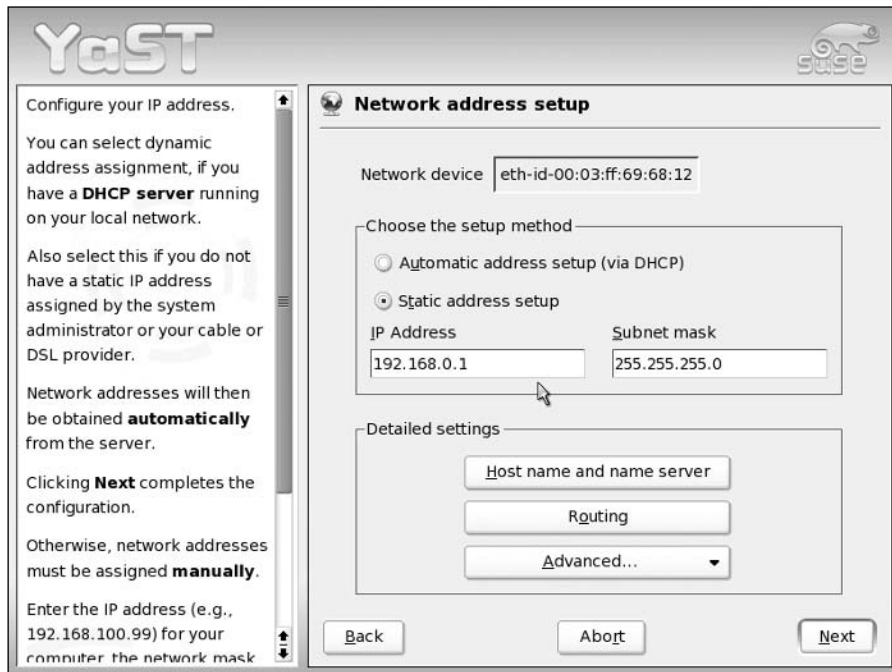 YaST
suse
Configure your IP address.
You can select dynamic
address assignment, if you
have a DHCP server running
on your local network.
Also select this if you do not
have a static IP address
assigned by the system
administrator or your cable or
DSL provider.
Network addresses will then
be obtained automatically
from the server.
Clicking Next completes the
configuration.
Otherwise, network addresses
must be assigned manually.
Enter the IP address (e.g.,
192.168.100.99) for your
computer, the network mask
Network address setup
Network device eth-id-00:03:ff:69:68:12
Choose the setup method
Automatic address setup (via DHCP)
Static address setup
IP Address Subnet mask
192.168.0.1 255.255.255.0
Detailed settings
Host name and name server
Routing
Advanced...
Back Abort Next